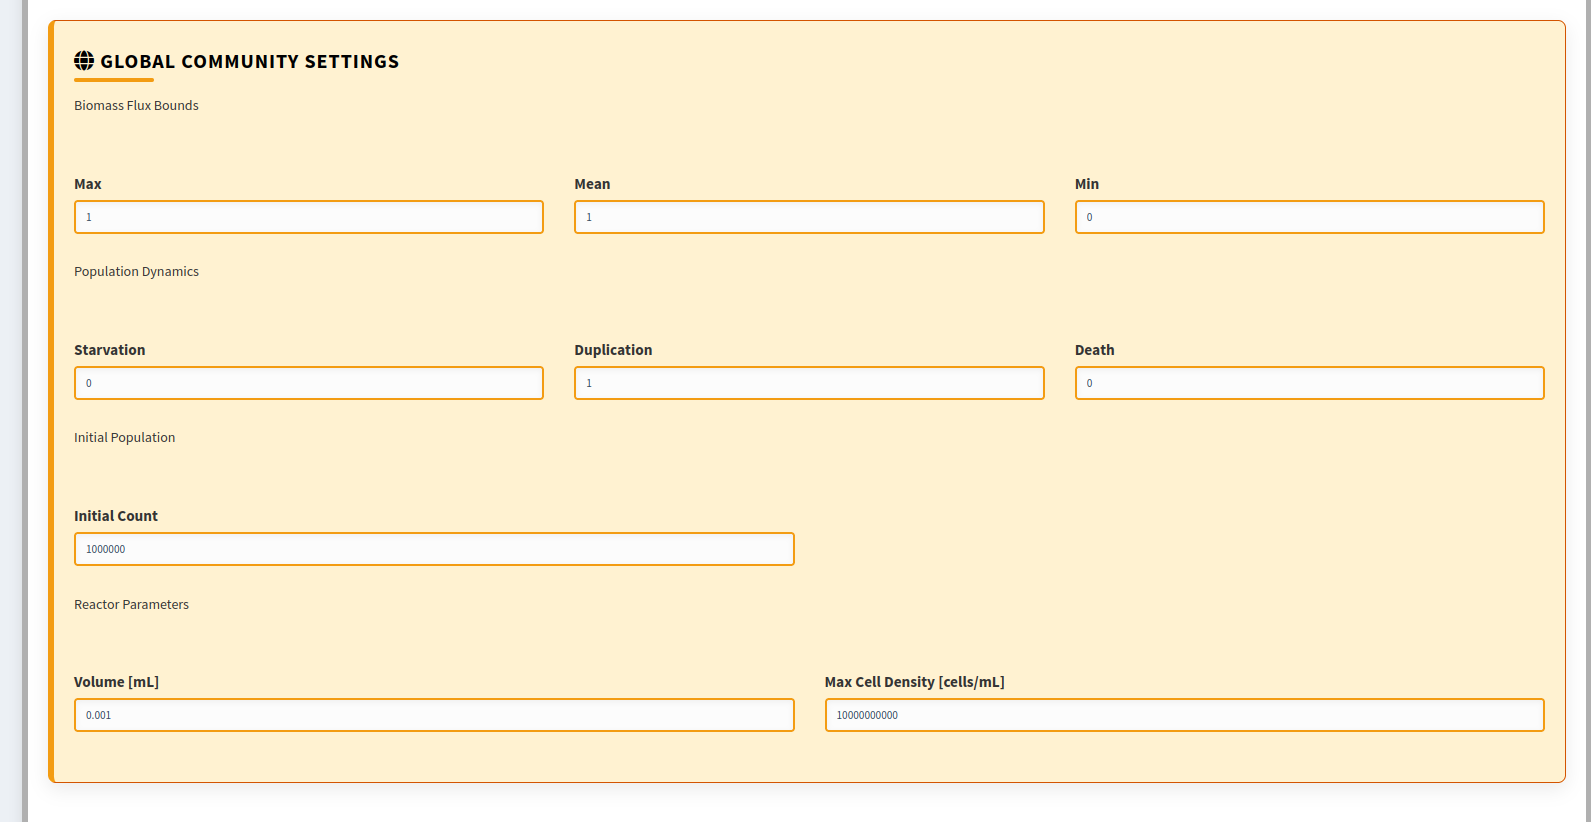 GLOBAL COMMUNITY SETTINGS
Biomass Flux Bounds
Max Mean Min
1 1 0
Population Dynamics
Starvation Duplication Death
0 1 0
Initial Population
Initial Count
1000000
Reactor Parameters
Volume [mL] Max Cell Density [cells/mL]
0.001 10000000000